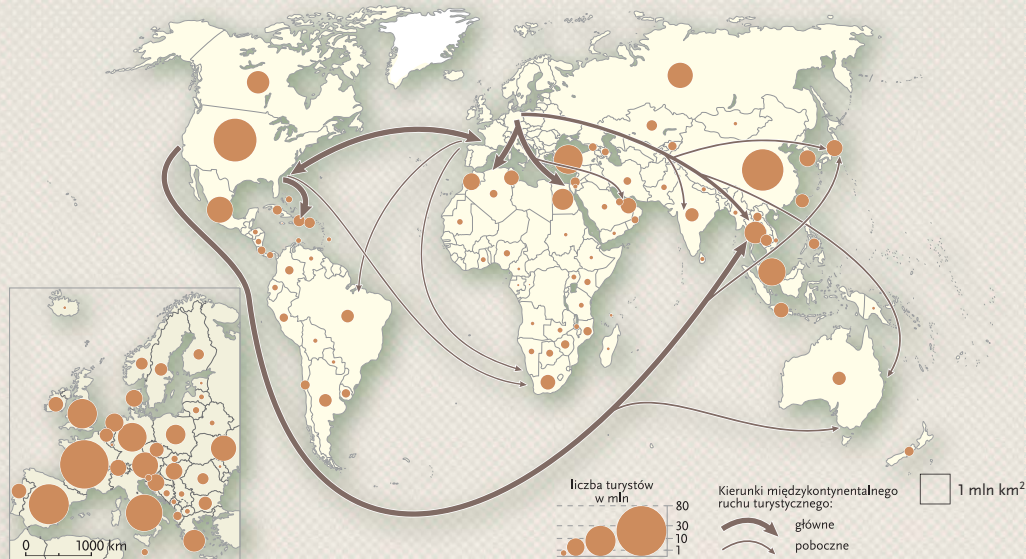 0 1000 km
liczba turystów
w mln
80
30
10
1
Kierunki międzykontynentalnego
ruchu turystycznego:
główne
poboczne
1 mln km²